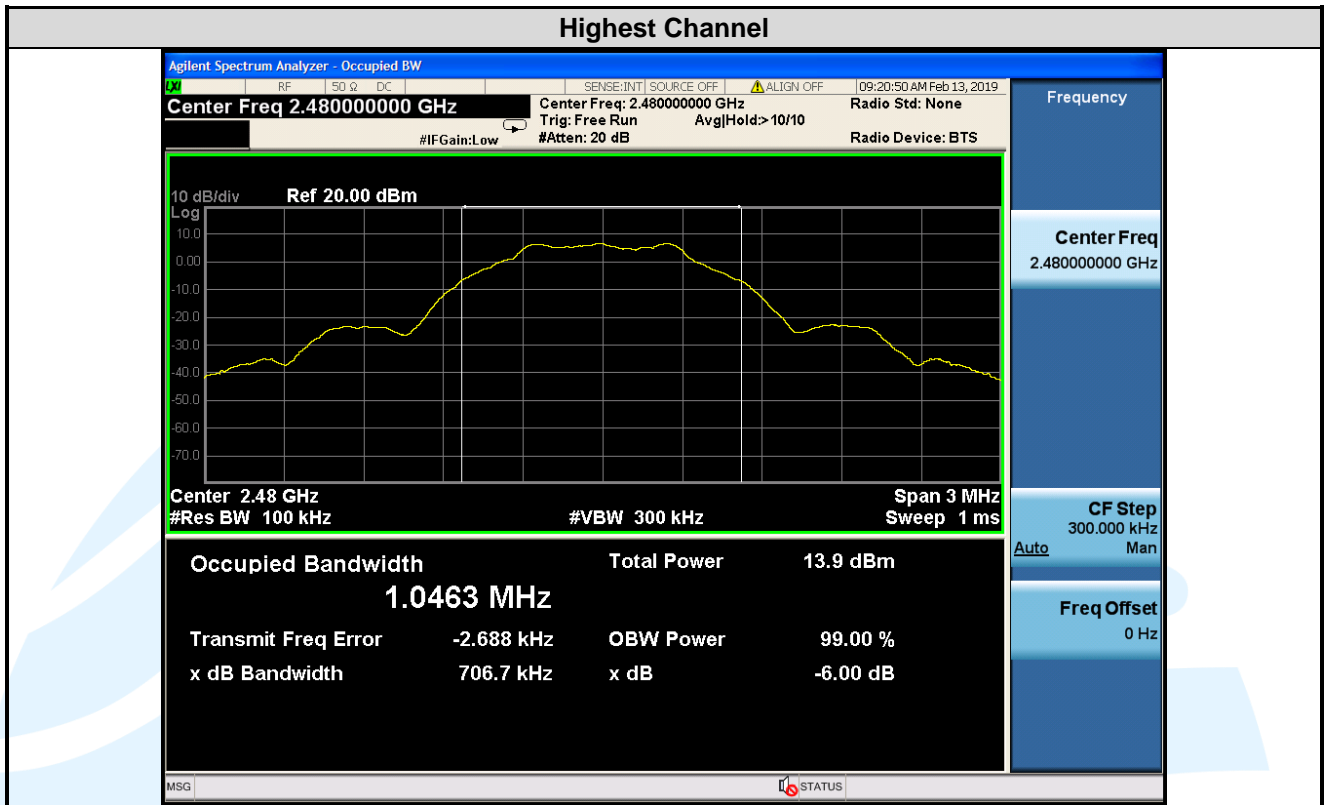 Highest Channel
Agilent Spectrum Analyzer - Occupied BW
LXI RF 50 Ω DC SENSE:INT SOURCE OFF ALIGN OFF 09:20:50 AM Feb 13, 2019
Center Freq 2.480000000 GHz
Center Freq: 2.480000000 GHz
Radio Std: None
Trig: Free Run Avg|Hold:>10/10
#IFGain:Low
#Atten: 20 dB
Radio Device: BTS
10 dB/div Ref 20.00 dBm
Log
10.0
0.00
-10.0
-20.0
-30.0
-40.0
-50.0
-60.0
-70.0
Center 2.48 GHz Span 3 MHz
#Res BW 100 kHz #VBW 300 kHz Sweep 1 ms
Occupied Bandwidth Total Power 13.9 dBm
1.0463 MHz
Transmit Freq Error -2.688 kHz OBW Power 99.00 %
x dB Bandwidth 706.7 kHz x dB -6.00 dB
MSG STATUS
Frequency
Center Freq
2.480000000 GHz
CF Step
300.000 kHz
Auto Man
Freq Offset
0 Hz